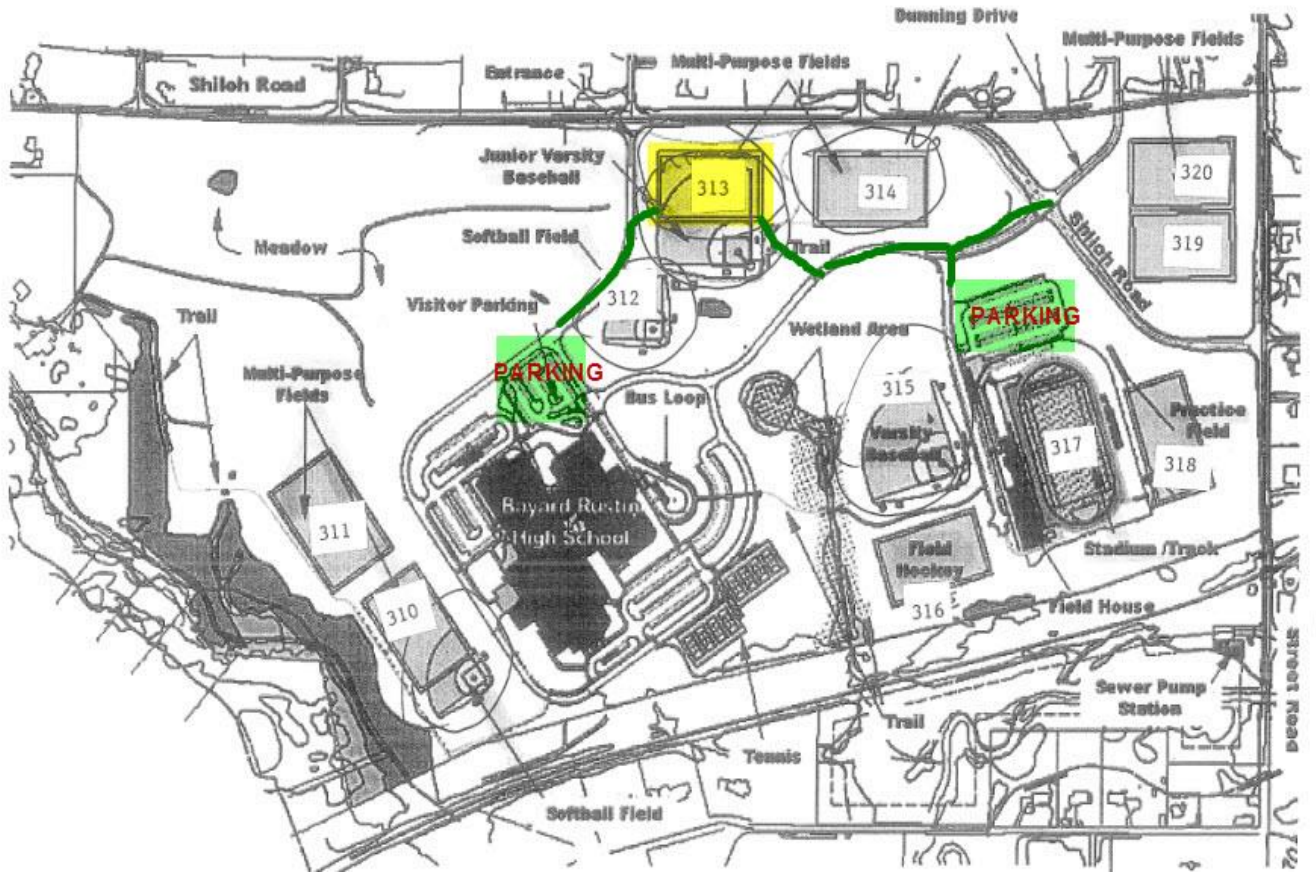 Dunning Drive
Multi-Purpose Fields
Multi-Purpose Fields
Entrance
Shiloh Road
Junior Varsity
Baseball
313
314
320
319
Meadow
Softball Field
Trail
Shiloh Road
312
Visitor Parking
Trail
Wetland Area
PARKING
PARKING
Multi-Purpose
Fields
Bus Loop
315
Varsity
Baseball
Practice
Field
317
318
311
Bayard Rustin
High School
Field
Hockey
Stadium/Track
310
316
Field House
Sewer Pump
Station
Street Road
Trail
Tennis
Softball Field